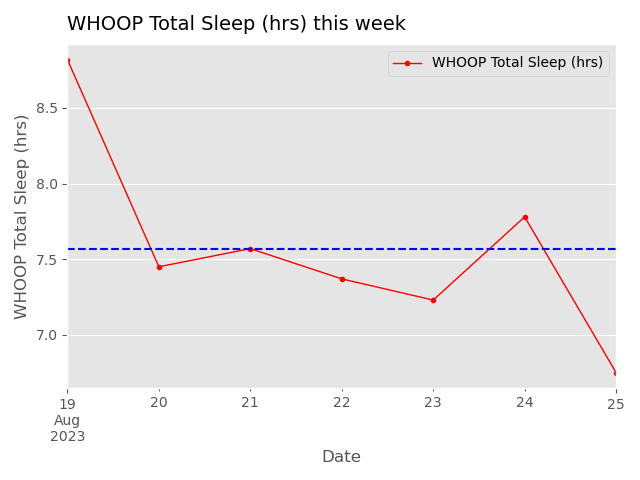 WHOOP Total Sleep (hrs) this week
WHOOP Total Sleep (hrs)
WHOOP Total Sleep (hrs)
8.5
8.0
7.5
7.0
19 20 21 22 23 24 25
Aug
2023
Date